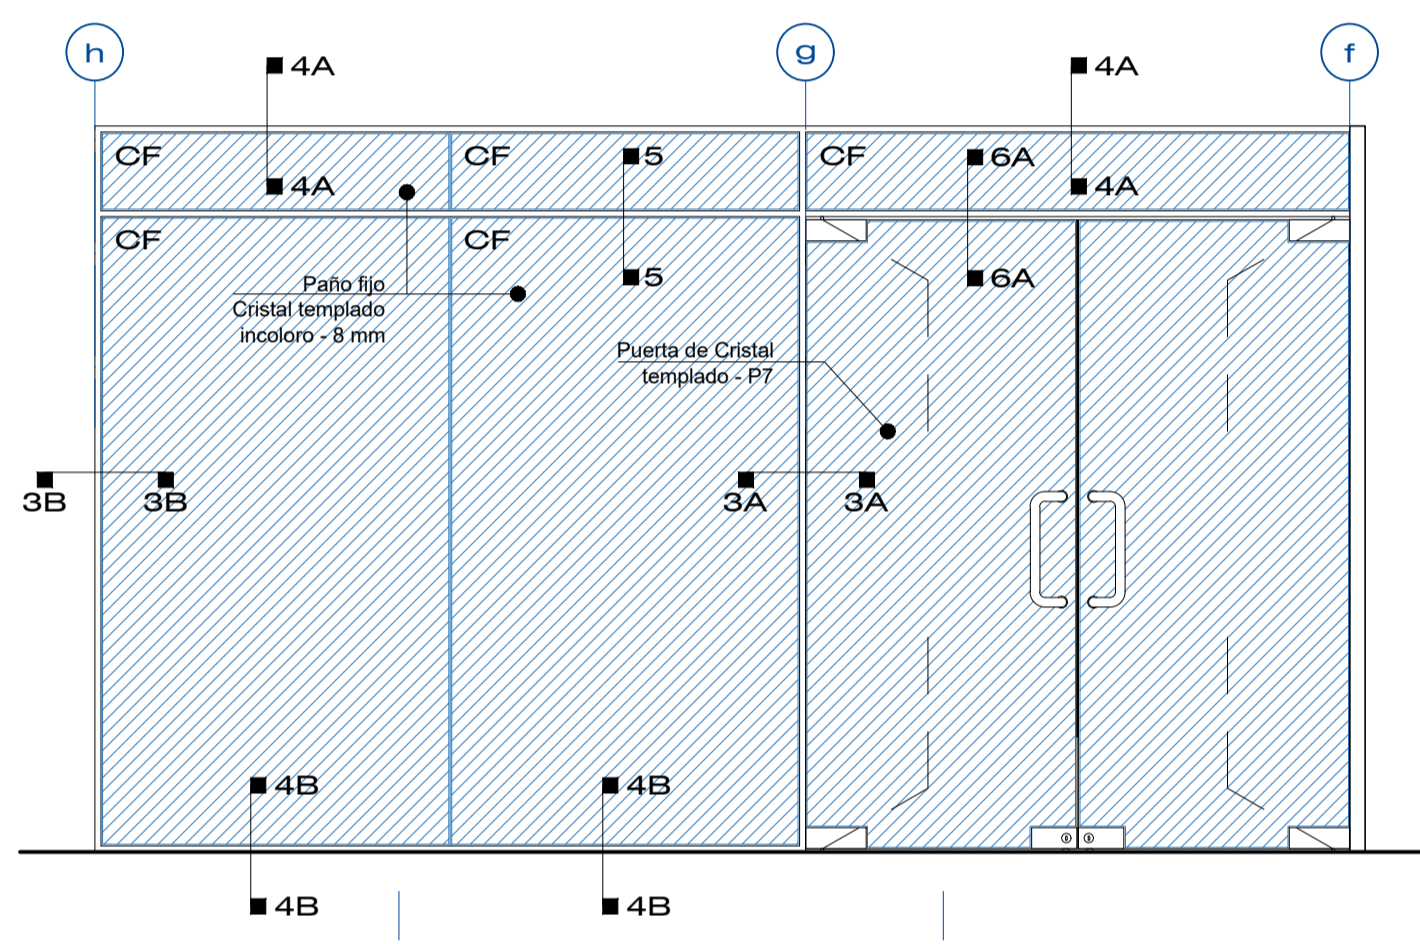 h
g
f
4A
4A
CF
CF
5
CF
6A
4A
4A
CF
CF
5
6A
Paño fijo
Cristal templado
incoloro - 8 mm
Puerta de Cristal
templado - P7
3B
3B
3A
3A
4B
4B
4B
4B